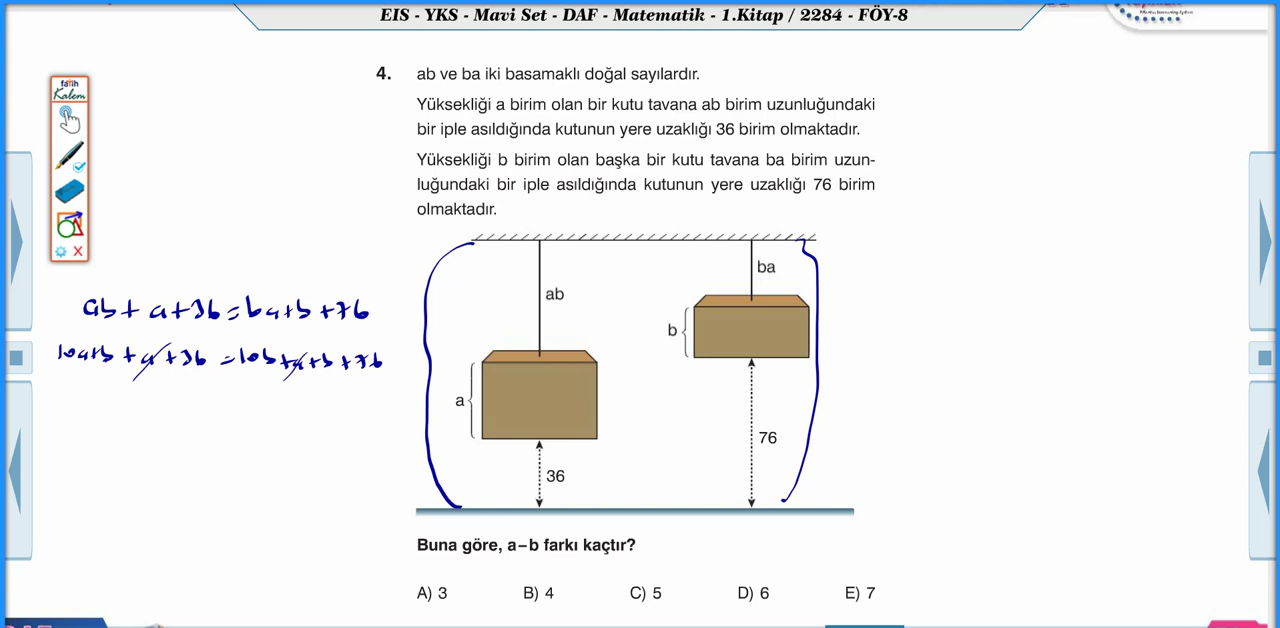 EIS - YKS - Mavi Set - DAF - Matematik - 1.Kitap / 2284 - FÖY-8
fatih
Kalem
4. ab ve ba iki basamaklı doğal sayılardır.
Yüksekliği a birim olan bir kutu tavana ab birim uzunluğundaki
bir iple asıldığında kutunun yere uzaklığı 36 birim olmaktadır.
Yüksekliği b birim olan başka bir kutu tavana ba birim uzun-
luğundaki bir iple asıldığında kutunun yere uzaklığı 76 birim
olmaktadır.
ab
ba
b
a
76
36
ab + a+36 = ba+b +76
10a+b + a +36 = 10b+a+b +76
Buna göre, a–b farkı kaçtır?
A) 3 B) 4 C) 5 D) 6 E) 7